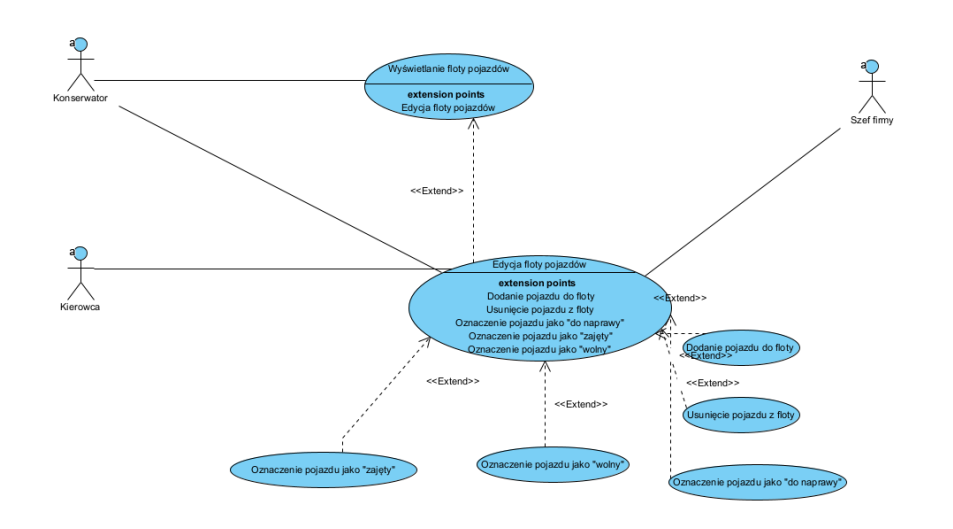 a
Konserwator
Wyświetlanie floty pojazdów
extension points
Edycja floty pojazdów
a
Szef firmy
<<Extend>>
a
Kierowca
Edycja floty pojazdów
extension points
Dodanie pojazdu do floty
Usunięcie pojazdu z floty
Oznaczenie pojazdu jako "do naprawy"
Oznaczenie pojazdu jako "zajęty"
Oznaczenie pojazdu jako "wolny"
<<Extend>>
Dodanie pojazdu do floty
<<Extend>>
<<Extend>>
<<Extend>>
<<Extend>>
Usunięcie pojazdu z floty
Oznaczenie pojazdu jako "zajęty"
Oznaczenie pojazdu jako "wolny"
Oznaczenie pojazdu jako "do naprawy"